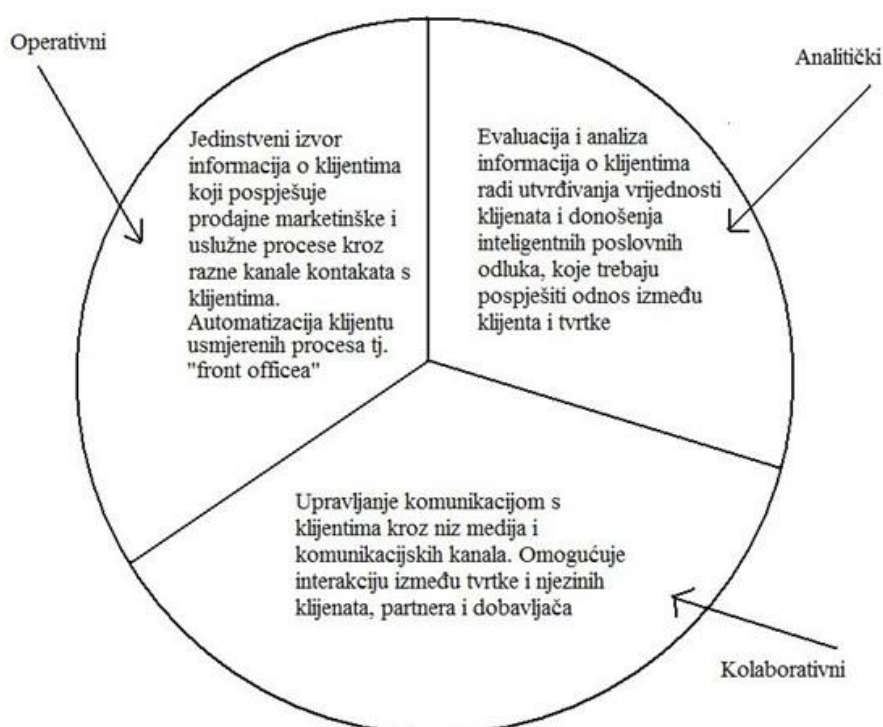 Operativni
Analitički
Jedinstveni izvor
informacija o klijentima
koji pospješuje
prodajne marketinške i
uslužne procese kroz
razne kanale kontakata s
klijentima.
Automatizacija klijentu
usmjerenih procesa tj.
"front officea"
Evaluacija i analiza
informacija o klijentima
radi utvrđivanja vrijednosti
klijenata i donošenja
inteligentnih poslovnih
odluka, koje trebaju
pospješiti odnos između
klijenta i tvrtke
Upravljanje komunikacijom s
klijentima kroz niz medija i
komunikacijskih kanala. Omogućuje
interakciju između tvrtke i njezinih
klijenata, partnera i dobavljača
Kolaborativni